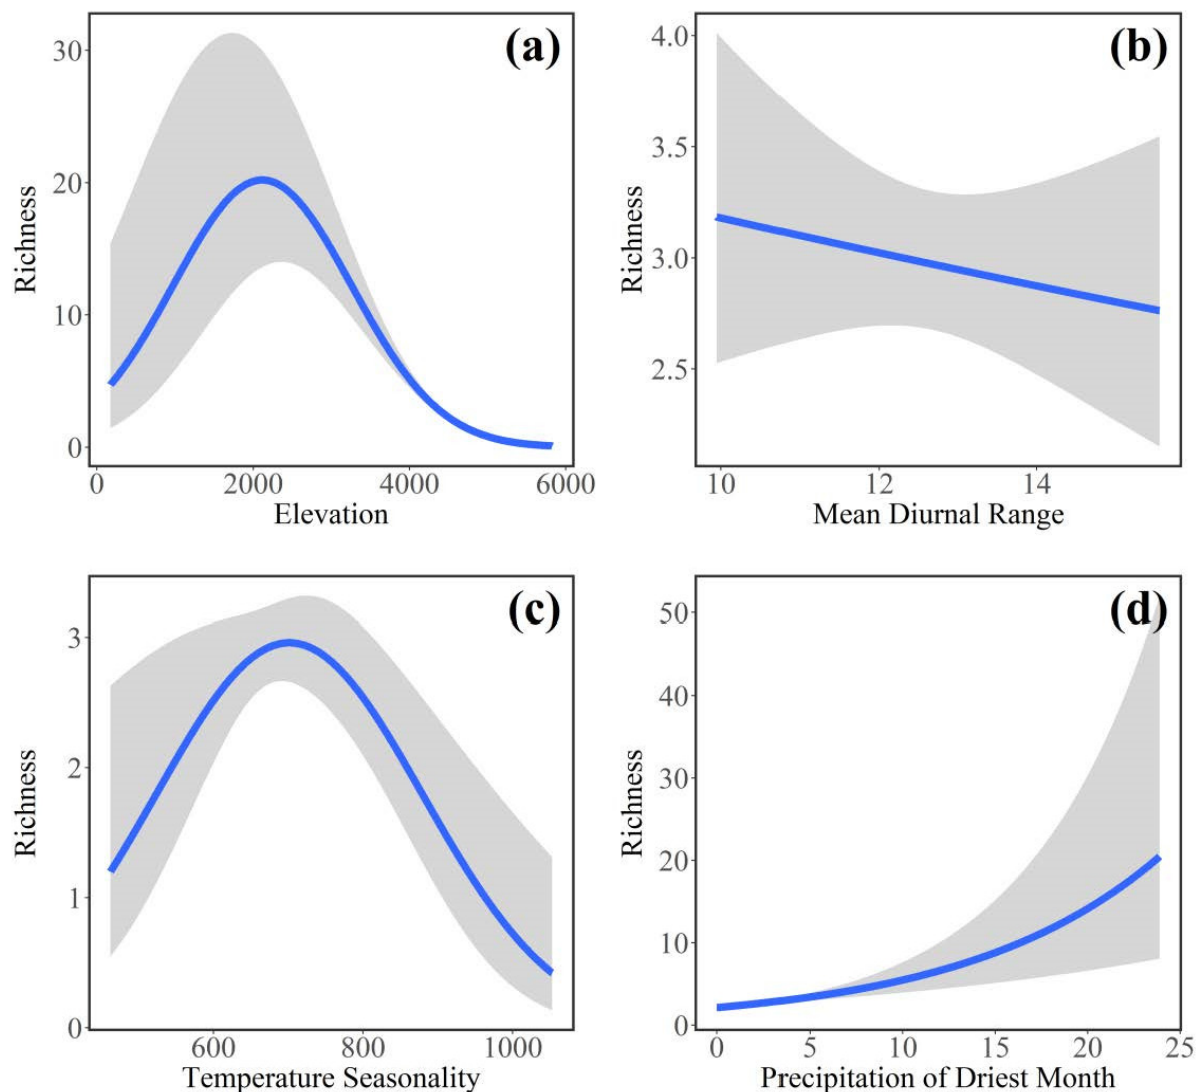 (a)
30
20
10
0
Richness
0 2000 4000 6000
Elevation
(b)
4.0
3.5
3.0
2.5
Richness
10 12 14
Mean Diurnal Range
(c)
3
2
1
0
Richness
600 800 1000
Temperature Seasonality
(d)
50
40
30
20
10
0
Richness
0 5 10 15 20 25
Precipitation of Driest Month